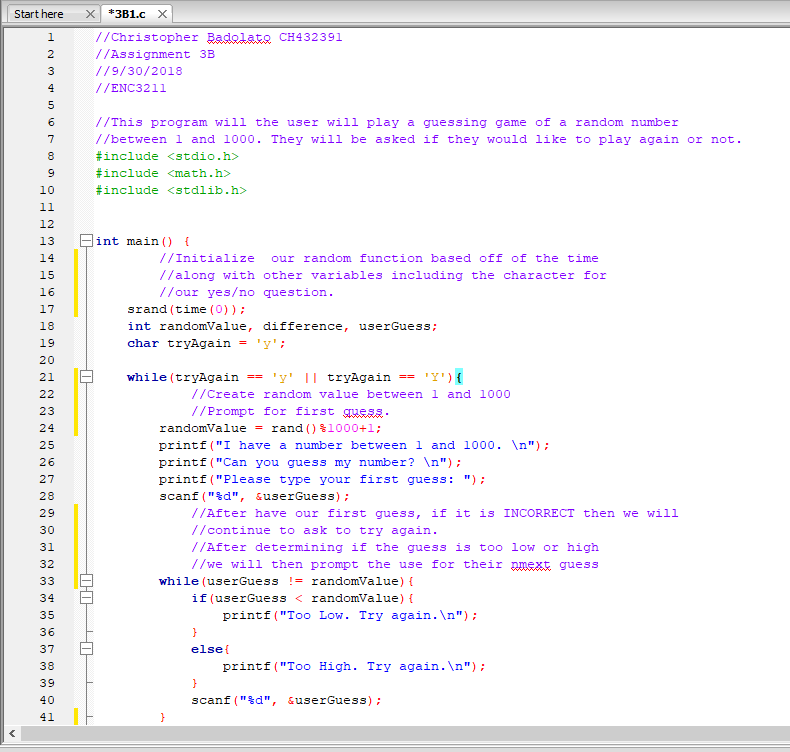 Start here
*3B1.c
1 //Christopher Badolato CH432391
2 //Assignment 3B
3 //9/30/2018
4 //ENC3211
5
6 //This program will the user will play a guessing game of a random number
7 //between 1 and 1000. They will be asked if they would like to play again or not.
8 #include <stdio.h>
9 #include <math.h>
10 #include <stdlib.h>
11
12
13 int main() {
14 //Initialize  our random function based off of the time
15 //along with other variables including the character for
16 //our yes/no question.
17 srand(time(0));
18 int randomValue, difference, userGuess;
19 char tryAgain = 'y';
20
21 while(tryAgain == 'y' || tryAgain == 'Y'){
22 //Create random value between 1 and 1000
23 //Prompt for first guess.
24 randomValue = rand()%1000+1;
25 printf("I have a number between 1 and 1000. \n");
26 printf("Can you guess my number? \n");
27 printf("Please type your first guess: ");
28 scanf("%d", &userGuess);
29 //After have our first guess, if it is INCORRECT then we will
30 //continue to ask to try again.
31 //After determining if the guess is too low or high
32 //we will then prompt the use for their nmext guess
33 while(userGuess != randomValue){
34 if(userGuess < randomValue){
35 printf("Too Low. Try again.\n");
36 }
37 else{
38 printf("Too High. Try again.\n");
39 }
40 scanf("%d", &userGuess);
41 }